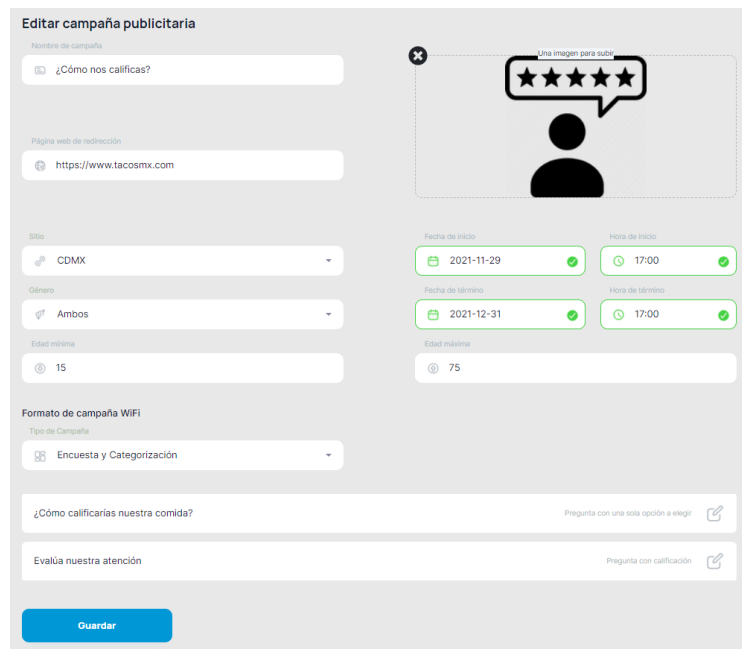 Editar campaña publicitaria
Nombre de campaña
¿Cómo nos calificas?
Una imagen para subir
Página web de redirección
https://www.tacosmx.com
Sitio
CDMX
Fecha de inicio
2021-11-29
Hora de inicio
17:00
Género
Ambos
Fecha de término
2021-12-31
Hora de término
17:00
Edad mínima
15
Edad máxima
75
Formato de campaña WiFi
Tipo de Campaña
Encuesta y Categorización
¿Cómo calificarías nuestra comida?
Pregunta con una sola opción a elegir
Evalúa nuestra atención
Pregunta con calificación
Guardar